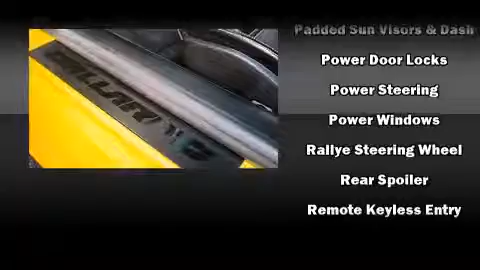 Padded Sun Visors & Dash
Power Door Locks
Power Steering
Power Windows
Rallye Steering Wheel
Rear Spoiler
Remote Keyless Entry